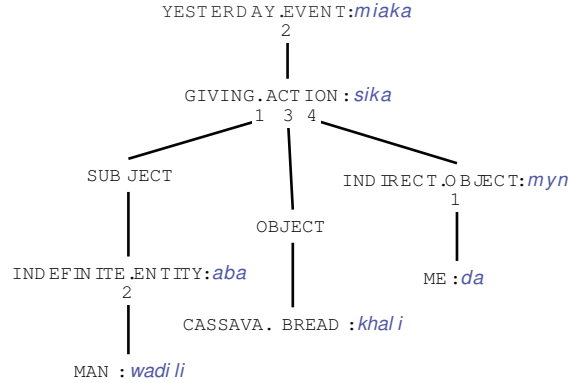 YESTERDAY.EVENT:miaka
2
GIVING.ACTION:sika
1 3 4
SUBJECT
INDIRECT.OBJECT:myn
1
OBJECT
INDEFINITE.ENTITY:aba
2
ME:da
CASSAVA. BREAD :khali
MAN :wadili